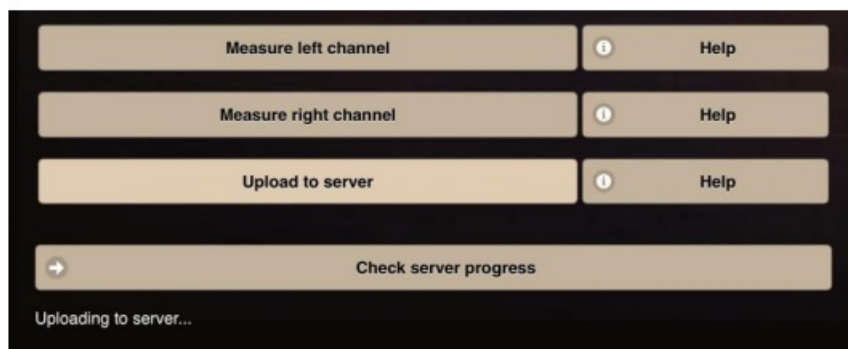 Measure left channel
Help
Measure right channel
Help
Upload to server
Help
Check server progress
Uploading to server...